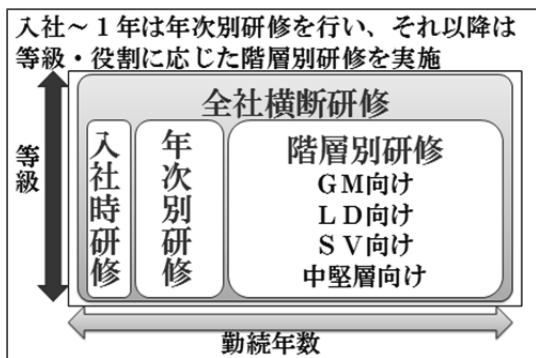 入社~1年は年次別研修を行い、それ以降は
等級・役割に応じた階層別研修を実施
全社横断研修
等級
入社時研修
年次別研修
階層別研修
GM向け
LD向け
SV向け
中堅層向け
勤続年数